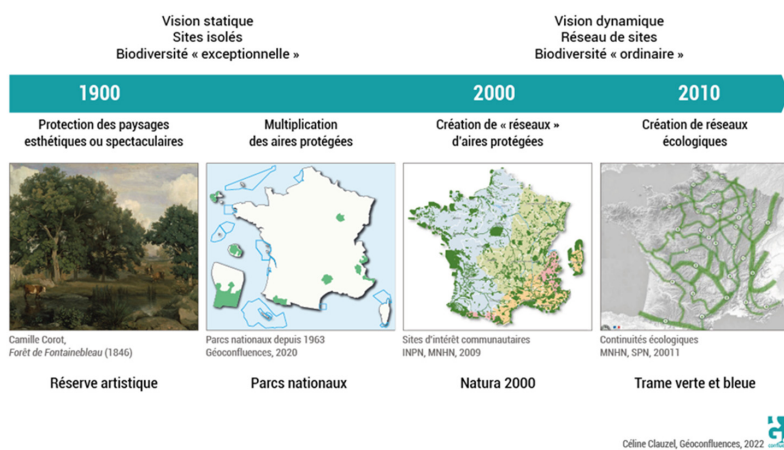 Vision statique
Sites isolés
Biodiversité « exceptionnelle »
Vision dynamique
Réseau de sites
Biodiversité « ordinaire »
1900
2000
2010
Protection des paysages
esthétiques ou spectaculaires
Multiplication
des aires protégées
Création de « réseaux »
d'aires protégées
Création de réseaux
écologiques
Camille Corot,
Forêt de Fontainebleau (1846)
Parcs nationaux depuis 1963
Géoconfluences, 2020
Sites d'intérêt communautaires
INPN, MNHN, 2009
Continuités écologiques
MNHN, SPN, 20011
Réserve artistique
Parcs nationaux
Natura 2000
Trame verte et bleue
Céline Clauzel, Géoconfluences, 2022